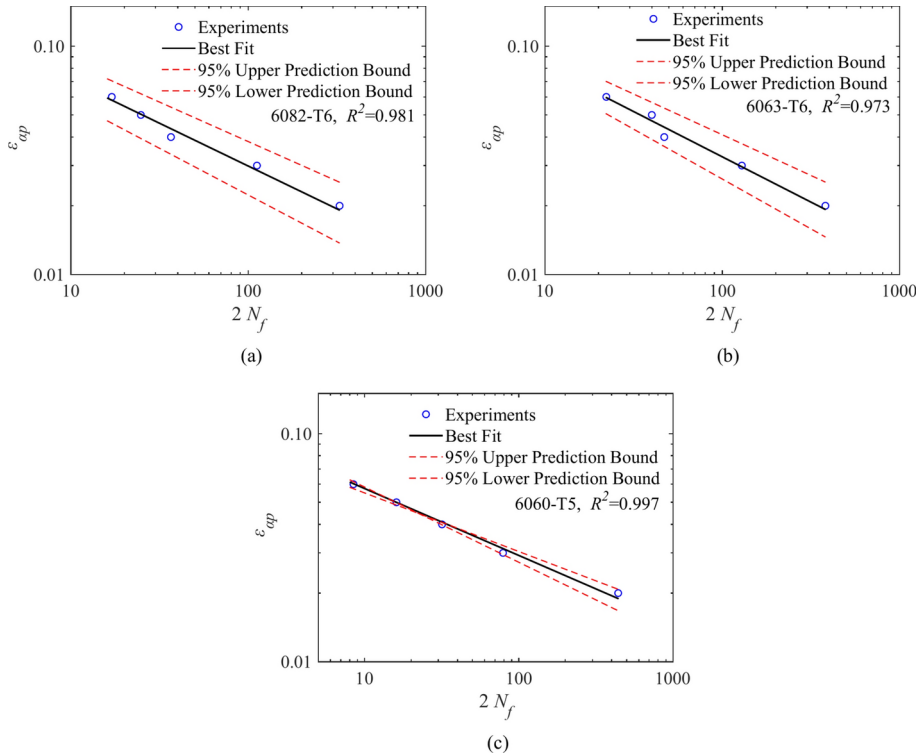 0.10
Experiments
Best Fit
95% Upper Prediction Bound
95% Lower Prediction Bound
6082-T6, R²=0.981
ε_ap
0.01
10 100 1000
2 N_f
(a)
0.10
Experiments
Best Fit
95% Upper Prediction Bound
95% Lower Prediction Bound
6063-T6, R²=0.973
ε_ap
0.01
10 100 1000
2 N_f
(b)
0.10
Experiments
Best Fit
95% Upper Prediction Bound
95% Lower Prediction Bound
6060-T5, R²=0.997
ε_ap
0.01
10 100 1000
2 N_f
(c)